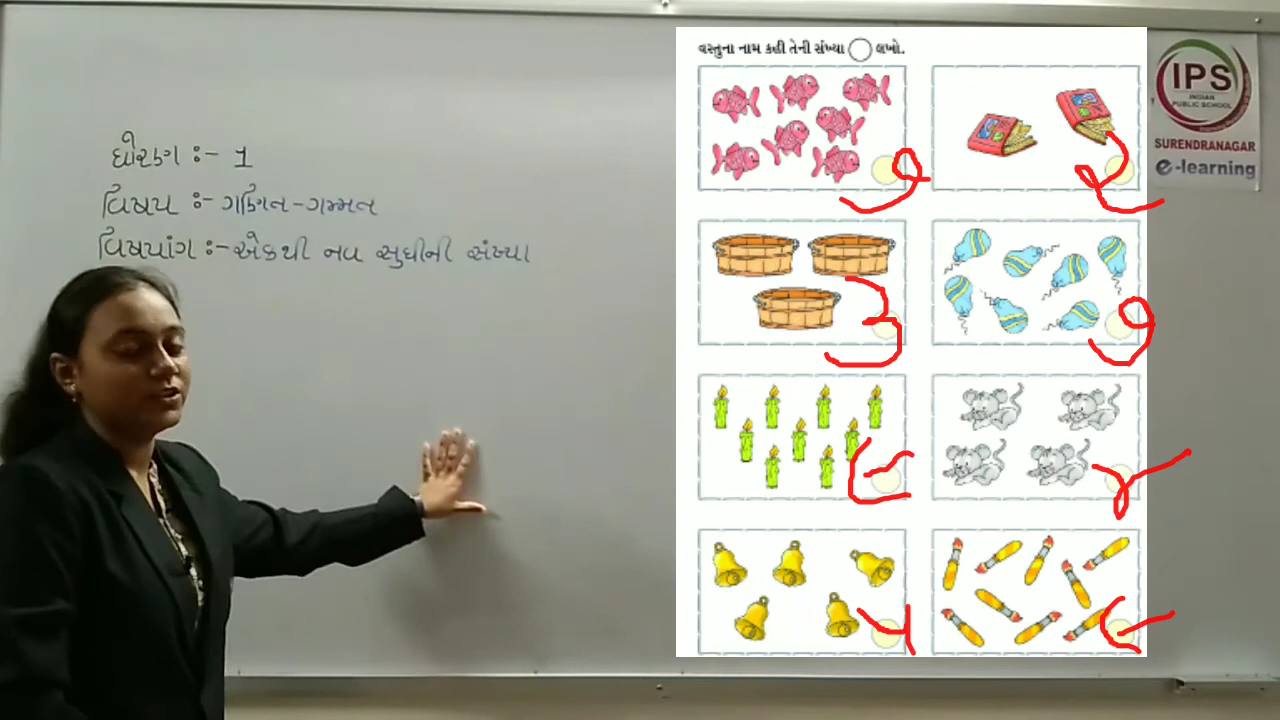 ધોરણ :- 1
વિષય :- ગણિત-ગમ્મત
વિષયાંગ :- એકથી નવ સુધીની સંખ્યા
વસ્તુના નામ કહી તેની સંખ્યા લખો.
૭ ૨
૩ ૭
૯ ૪
૫ ૯
IPS
INDIAN
PUBLIC SCHOOL
SURENDRANAGAR
e-learning